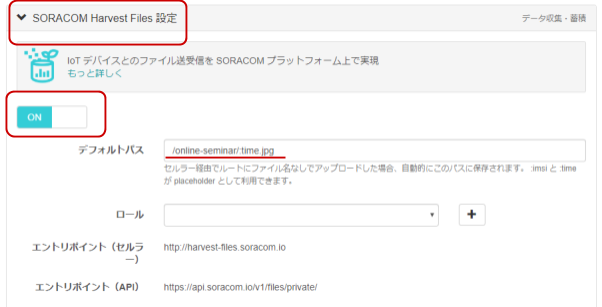 SORACOM Harvest Files 設定
データ収集・蓄積
IoT デバイスとのファイル送受信を SORACOM プラットフォーム上で実現
もっと詳しく
ON
デフォルトパス
/online-seminar/:time.jpg
セルラー経由でルートにファイル名なしでアップロードした場合、自動的にこのパスに保存されます。 :imsi と :time
が placeholder として利用できます。
ロール
+
エントリポイント（セルラ
ー）
http://harvest-files.soracom.io
エントリポイント（API）
https://api.soracom.io/v1/files/private/